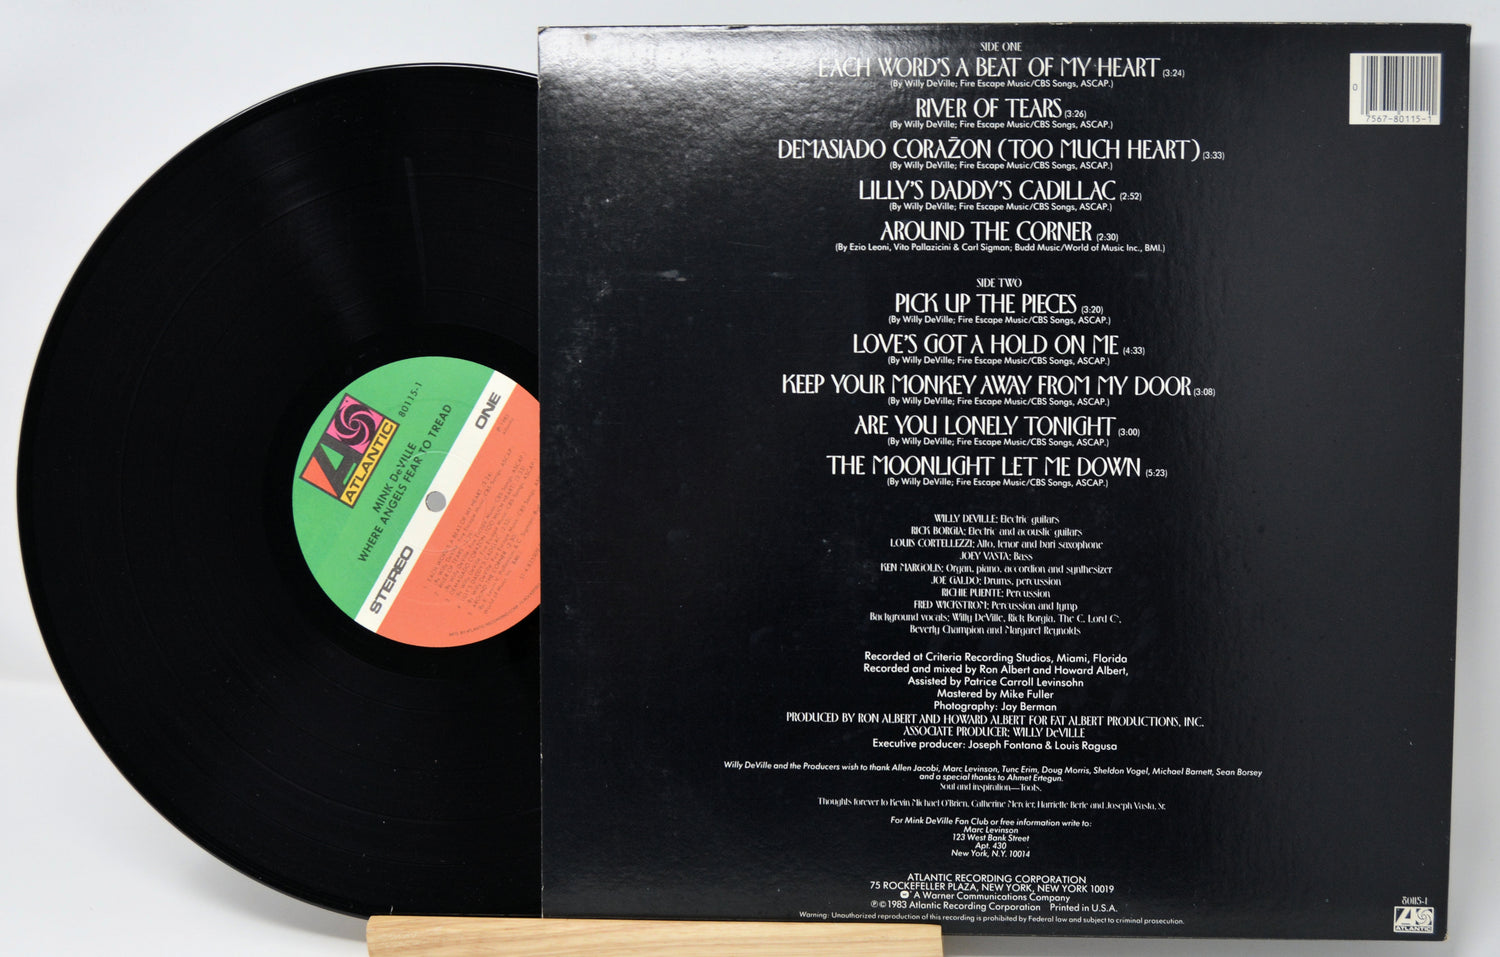 ATLANTIC
80115-1
MINK DeVILLE
WHERE ANGELS FEAR TO TREAD
STEREO
ONE
SIDE ONE
EACH WORD'S A BEAT OF MY HEART (3:24)
(By Willy DeVille; Fire Escape Music/CBS Songs, ASCAP.)
RIVER OF TEARS (3:26)
(By Willy DeVille; Fire Escape Music/CBS Songs, ASCAP.)
DEMASIADO CORAZON (TOO MUCH HEART) (3:33)
(By Willy DeVille; Fire Escape Music/CBS Songs, ASCAP.)
LILLY'S DADDY'S CADILLAC (2:52)
(By Willy DeVille; Fire Escape Music/CBS Songs, ASCAP.)
AROUND THE CORNER (2:30)
(By Ezio Leoni, Vito Pallazicini & Carl Sigman; Budd Music/World of Music Inc., BMI.)
SIDE TWO
PICK UP THE PIECES (3:20)
(By Willy DeVille; Fire Escape Music/CBS Songs, ASCAP.)
LOVE'S GOT A HOLD ON ME (4:33)
(By Willy DeVille; Fire Escape Music/CBS Songs, ASCAP.)
KEEP YOUR MONKEY AWAY FROM MY DOOR (3:08)
(By Willy DeVille; Fire Escape Music/CBS Songs, ASCAP.)
ARE YOU LONELY TONIGHT (3:00)
(By Willy DeVille; Fire Escape Music/CBS Songs, ASCAP.)
THE MOONLIGHT LET ME DOWN (5:23)
(By Willy DeVille; Fire Escape Music/CBS Songs, ASCAP.)
WILLY DEVILLE: Electric guitars
RICK BORGIA: Electric and acoustic guitars
LOUIS CORTELLEZZI: Alto, tenor and bari saxophone
JOEY VASTA: Bass
KEN MARGOLIS: Organ, piano, accordion and synthesizer
JOE GALDO: Drums, percussion
RICHIE PUENTE: Percussion
FRED WICKSTROM: Percussion and tymp
Background vocals: Willy DeVille, Rick Borgia, The C. Lord C's,
Beverly Champion and Margaret Reynolds
Recorded at Criteria Recording Studios, Miami, Florida
Recorded and mixed by Ron Albert and Howard Albert,
Assisted by Patrice Carroll Levinsohn
Mastered by Mike Fuller
Photography: Jay Berman
PRODUCED BY RON ALBERT AND HOWARD ALBERT FOR FAT ALBERT PRODUCTIONS, INC.
ASSOCIATE PRODUCER: WILLY DeVILLE
Executive producer: Joseph Fontana & Louis Ragusa
Willy DeVille and the Producers wish to thank Allen Jacobi, Marc Levinson, Tunc Erim, Doug Morris, Sheldon Vogel, Michael Barnett, Sean Borsey
and a special thanks to Ahmet Ertegun.
Soul and inspiration—Toots.
Thoughts forever to Kevin Michael O'Brien, Catherine Mercier, Harriette Berle and Joseph Vasta, Sr.
For Mink DeVille Fan Club or free information write to:
Marc Levinson
123 West Bank Street
Apt. 430
New York, N.Y. 10014
ATLANTIC RECORDING CORPORATION
75 ROCKEFELLER PLAZA, NEW YORK, NEW YORK 10019
A Warner Communications Company
℗©1983 Atlantic Recording Corporation Printed in U.S.A.
Warning: Unauthorized reproduction of this recording is prohibited by Federal law and subject to criminal prosecution.
0
7567-80115-1
80115-1
ATLANTIC